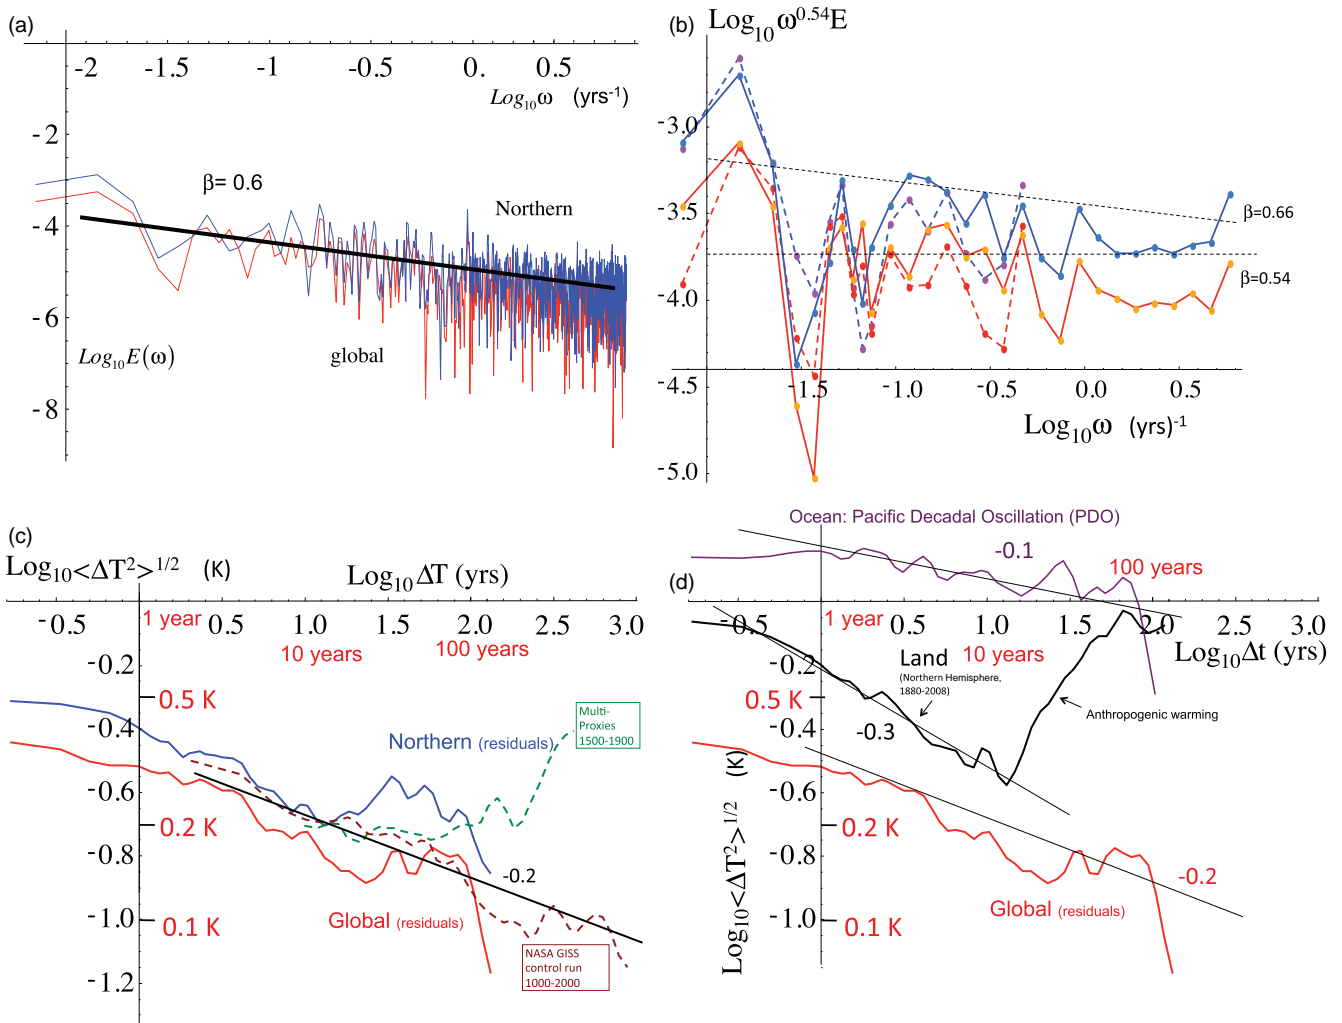 (a)
-2 -1.5 -1 -0.5 0. 0.5
Log₁₀ω (yrs⁻¹)
-2
β= 0.6
Northern
-4
-6
Log₁₀E(ω)
global
-8
(b)
Log₁₀ω^0.54E
-3.0
-3.5
β=0.66
β=0.54
-4.0
-4.5
-1.5 -1.0 -0.5 0.0 0.5
Log₁₀ω (yrs)⁻¹
-5.0
(c)
Log₁₀<ΔT²>^1/2 (K)
Log₁₀ΔT (yrs)
-0.5 1 year 0.5 1.0 1.5 2.0 2.5 3.0
10 years
100 years
-0.2
0.5 K
-0.4
Northern (residuals)
Multi-
Proxies
1500-1900
-0.6
0.2 K
-0.8
-0.2
-1.0
0.1 K
Global (residuals)
NASA GISS
control run
1000-2000
-1.2
Ocean: Pacific Decadal Oscillation (PDO)
-0.1
(d)
100 years
-0.5 1 year 0.5 1.0 1.5 2.0 2.5 3.0
Log₁₀Δt (yrs)
10 years
-0.2
Land
(Northern Hemisphere,
1880-2008)
0.5 K
Anthropogenic warming
-0.4
-0.3
(K)
-0.6
0.2 K
-0.8
-0.2
Log₁₀<ΔT²>^1/2
Global (residuals)
-1.0
0.1 K